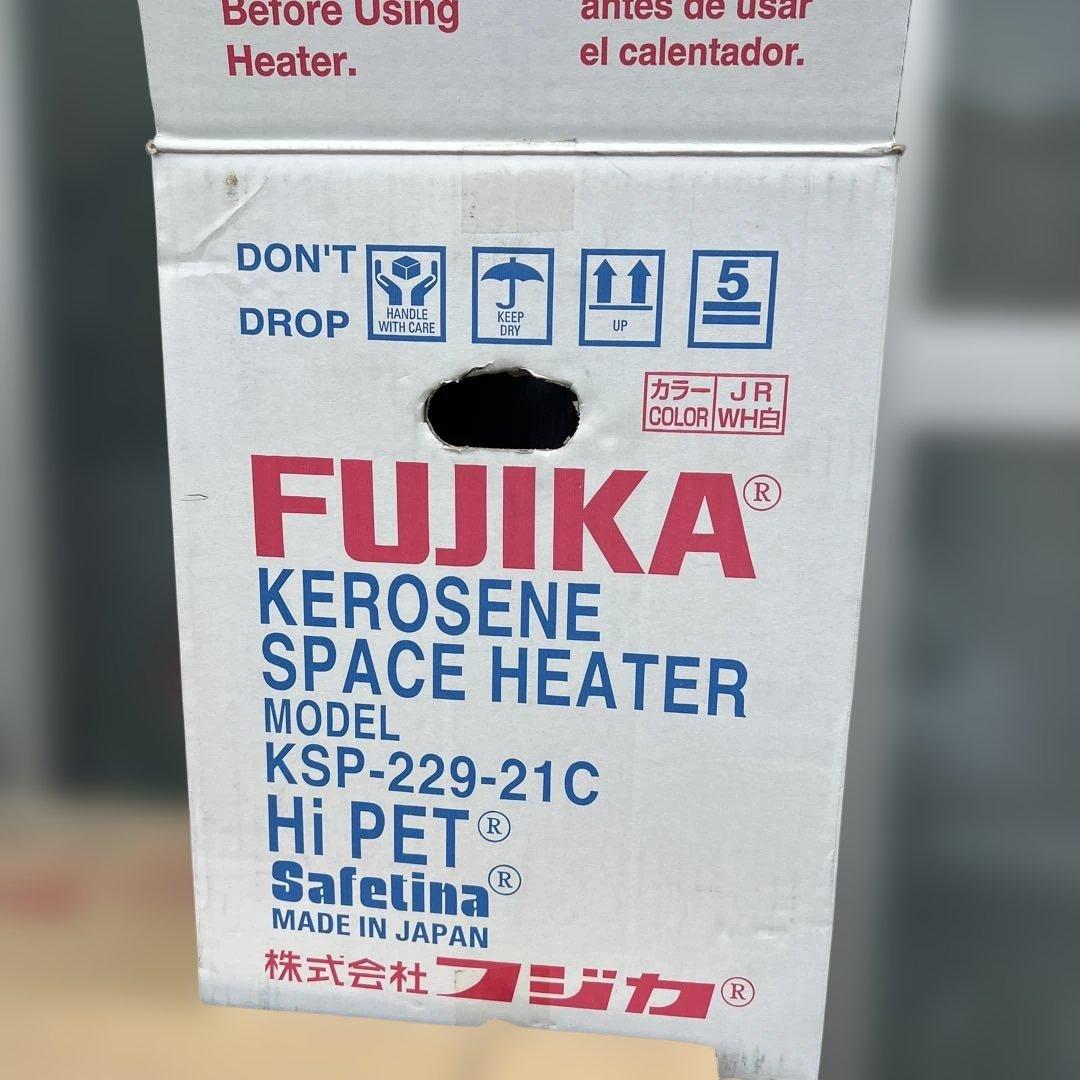 Before Using
Heater.
antes de usar
el calentador.
DON'T
DROP
HANDLE
WITH CARE
KEEP
DRY
UP
5
カラー JR
COLOR WH白
FUJIKA®
KEROSENE
SPACE HEATER
MODEL
KSP-229-21C
Hi PET®
Safetina®
MADE IN JAPAN
株式会社フジカ®